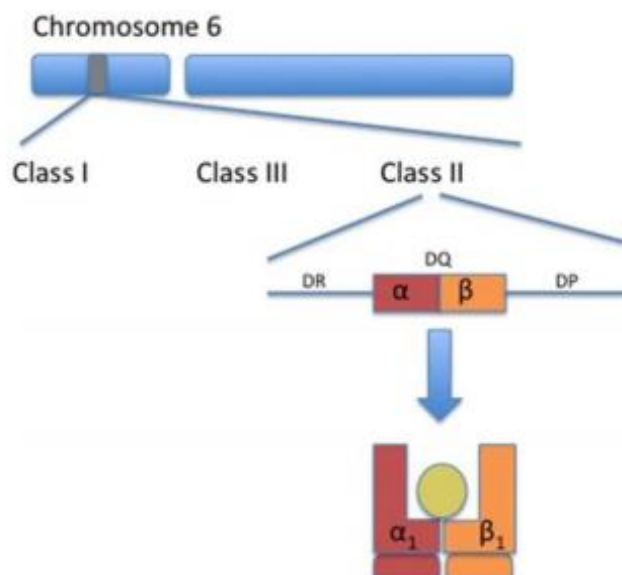 Chromosome 6
Class I Class III Class II
DQ
DR α β DP
α1 β1